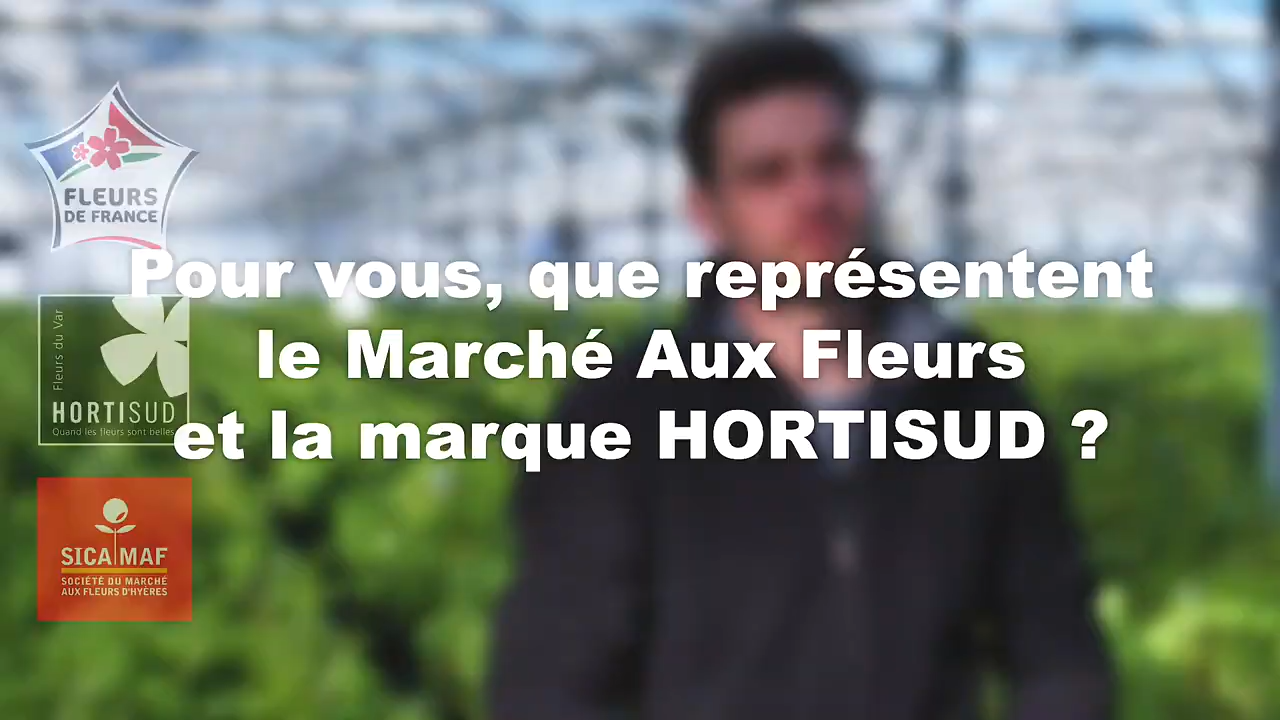 FLEURS
DE FRANCE
Pour vous, que représentent
le Marché Aux Fleurs
et la marque HORTISUD ?
Fleurs du Var
HORTISUD
Quand les fleurs sont belles
SICA MAF
SOCIÉTÉ DU MARCHÉ
AUX FLEURS D'HYÈRES